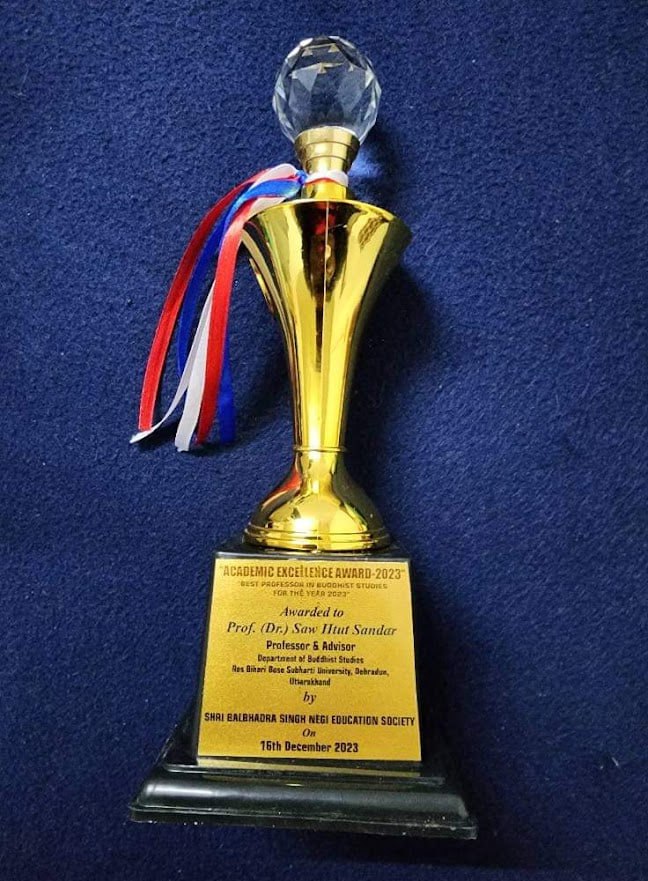 "ACADEMIC EXCELLENCE AWARD-2023"
"BEST PROFESSOR IN BUDDHIST STUDIES
FOR THE YEAR 2023"
Awarded to
Prof. (Dr.) Saw Htut Sandar
Professor & Advisor
Department of Buddhist Studies
Ras Bihari Bose Subharti University, Dehradun,
Uttarakhand
by
SHRI BALBHADRA SINGH NEGI EDUCATION SOCIETY
On
16th December 2023